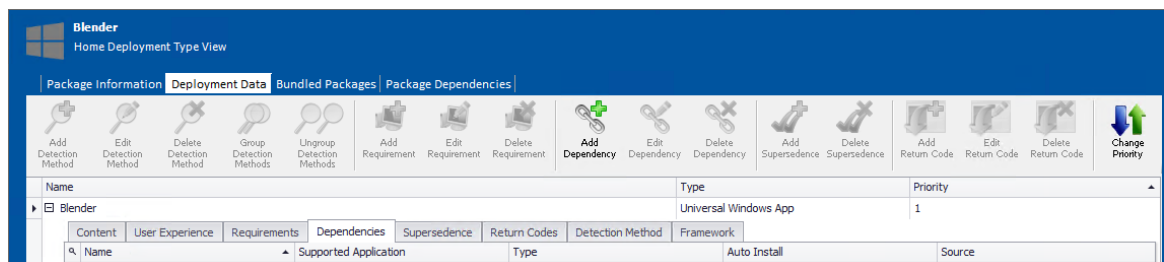 Blender
Home Deployment Type View
Package Information Deployment Data Bundled Packages Package Dependencies
Add Detection Method Edit Detection Method Delete Detection Method Group Detection Methods Ungroup Detection Methods Add Requirement Edit Requirement Delete Requirement Add Dependency Edit Dependency Delete Dependency Add Supersedence Delete Supersedence Add Return Code Edit Return Code Delete Return Code Change Priority
Name Type Priority
Blender Universal Windows App 1
Content User Experience Requirements Dependencies Supersedence Return Codes Detection Method Framework
Name Supported Application Type Auto Install Source